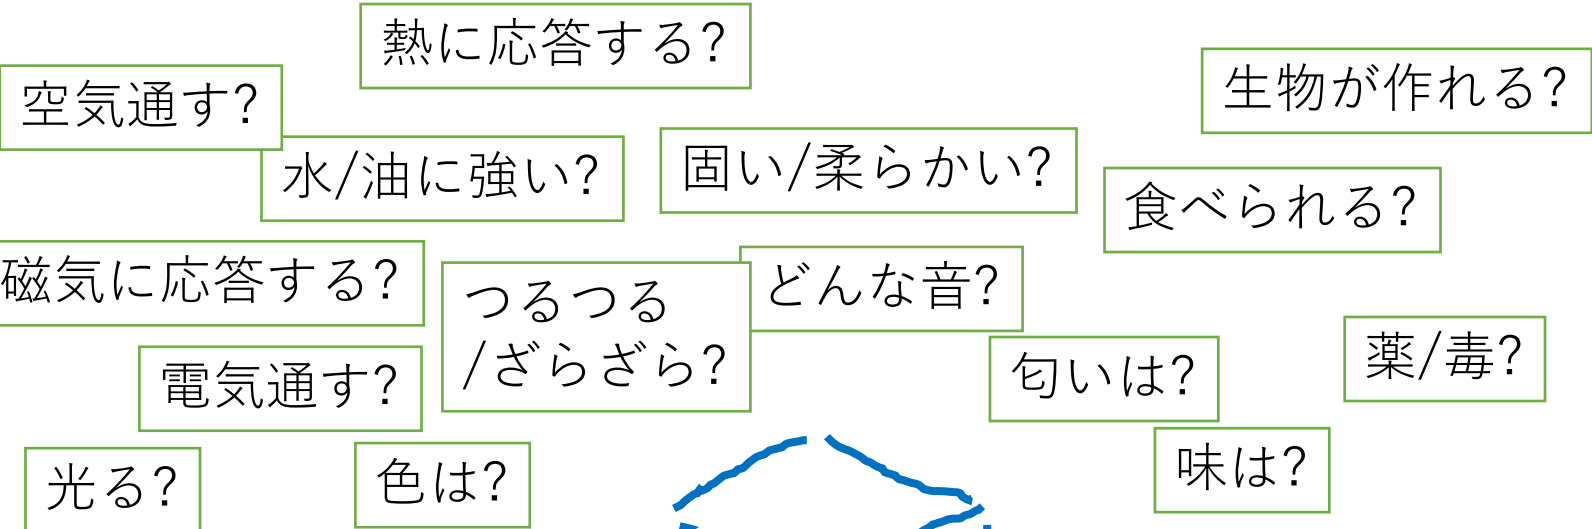 熱に応答する?
生物が作れる?
空気通す?
水/油に強い?
固い/柔らかい?
食べられる?
磁気に応答する?
つるつる
/ざらざら?
どんな音?
薬/毒?
電気通す?
匂いは?
光る?
色は?
味は?